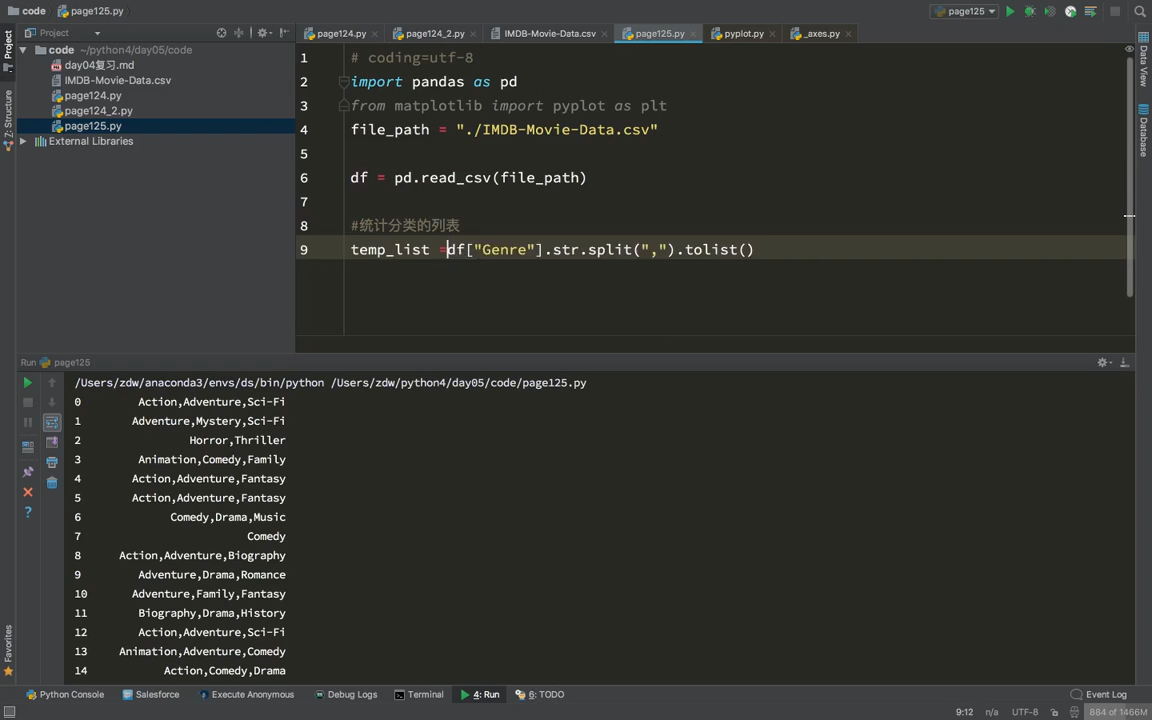 code
page125.py
page125
Project
page124.py
page124_2.py
IMDB-Movie-Data.csv
page125.py
pyplot.py
_axes.py
Project
Z: Structure
Favorites
Data View
Database
code ~/python4/day05/code
day04复习.md
IMDB-Movie-Data.csv
page124.py
page124_2.py
page125.py
External Libraries
1 # coding=utf-8
2 import pandas as pd
3 from matplotlib import pyplot as plt
4 file_path = "./IMDB-Movie-Data.csv"
5
6 df = pd.read_csv(file_path)
7
8 #统计分类的列表
9 temp_list =df["Genre"].str.split(",").tolist()
Run page125
/Users/zdw/anaconda3/envs/ds/bin/python /Users/zdw/python4/day05/code/page125.py
0 Action,Adventure,Sci-Fi
1 Adventure,Mystery,Sci-Fi
2 Horror,Thriller
3 Animation,Comedy,Family
4 Action,Adventure,Fantasy
5 Action,Adventure,Fantasy
6 Comedy,Drama,Music
7 Comedy
8 Action,Adventure,Biography
9 Adventure,Drama,Romance
10 Adventure,Family,Fantasy
11 Biography,Drama,History
12 Action,Adventure,Sci-Fi
13 Animation,Adventure,Comedy
14 Action,Comedy,Drama
Python Console
Salesforce
Execute Anonymous
Debug Logs
Terminal
4: Run
6: TODO
Event Log
9:12 n/a UTF-8 884 of 1466M